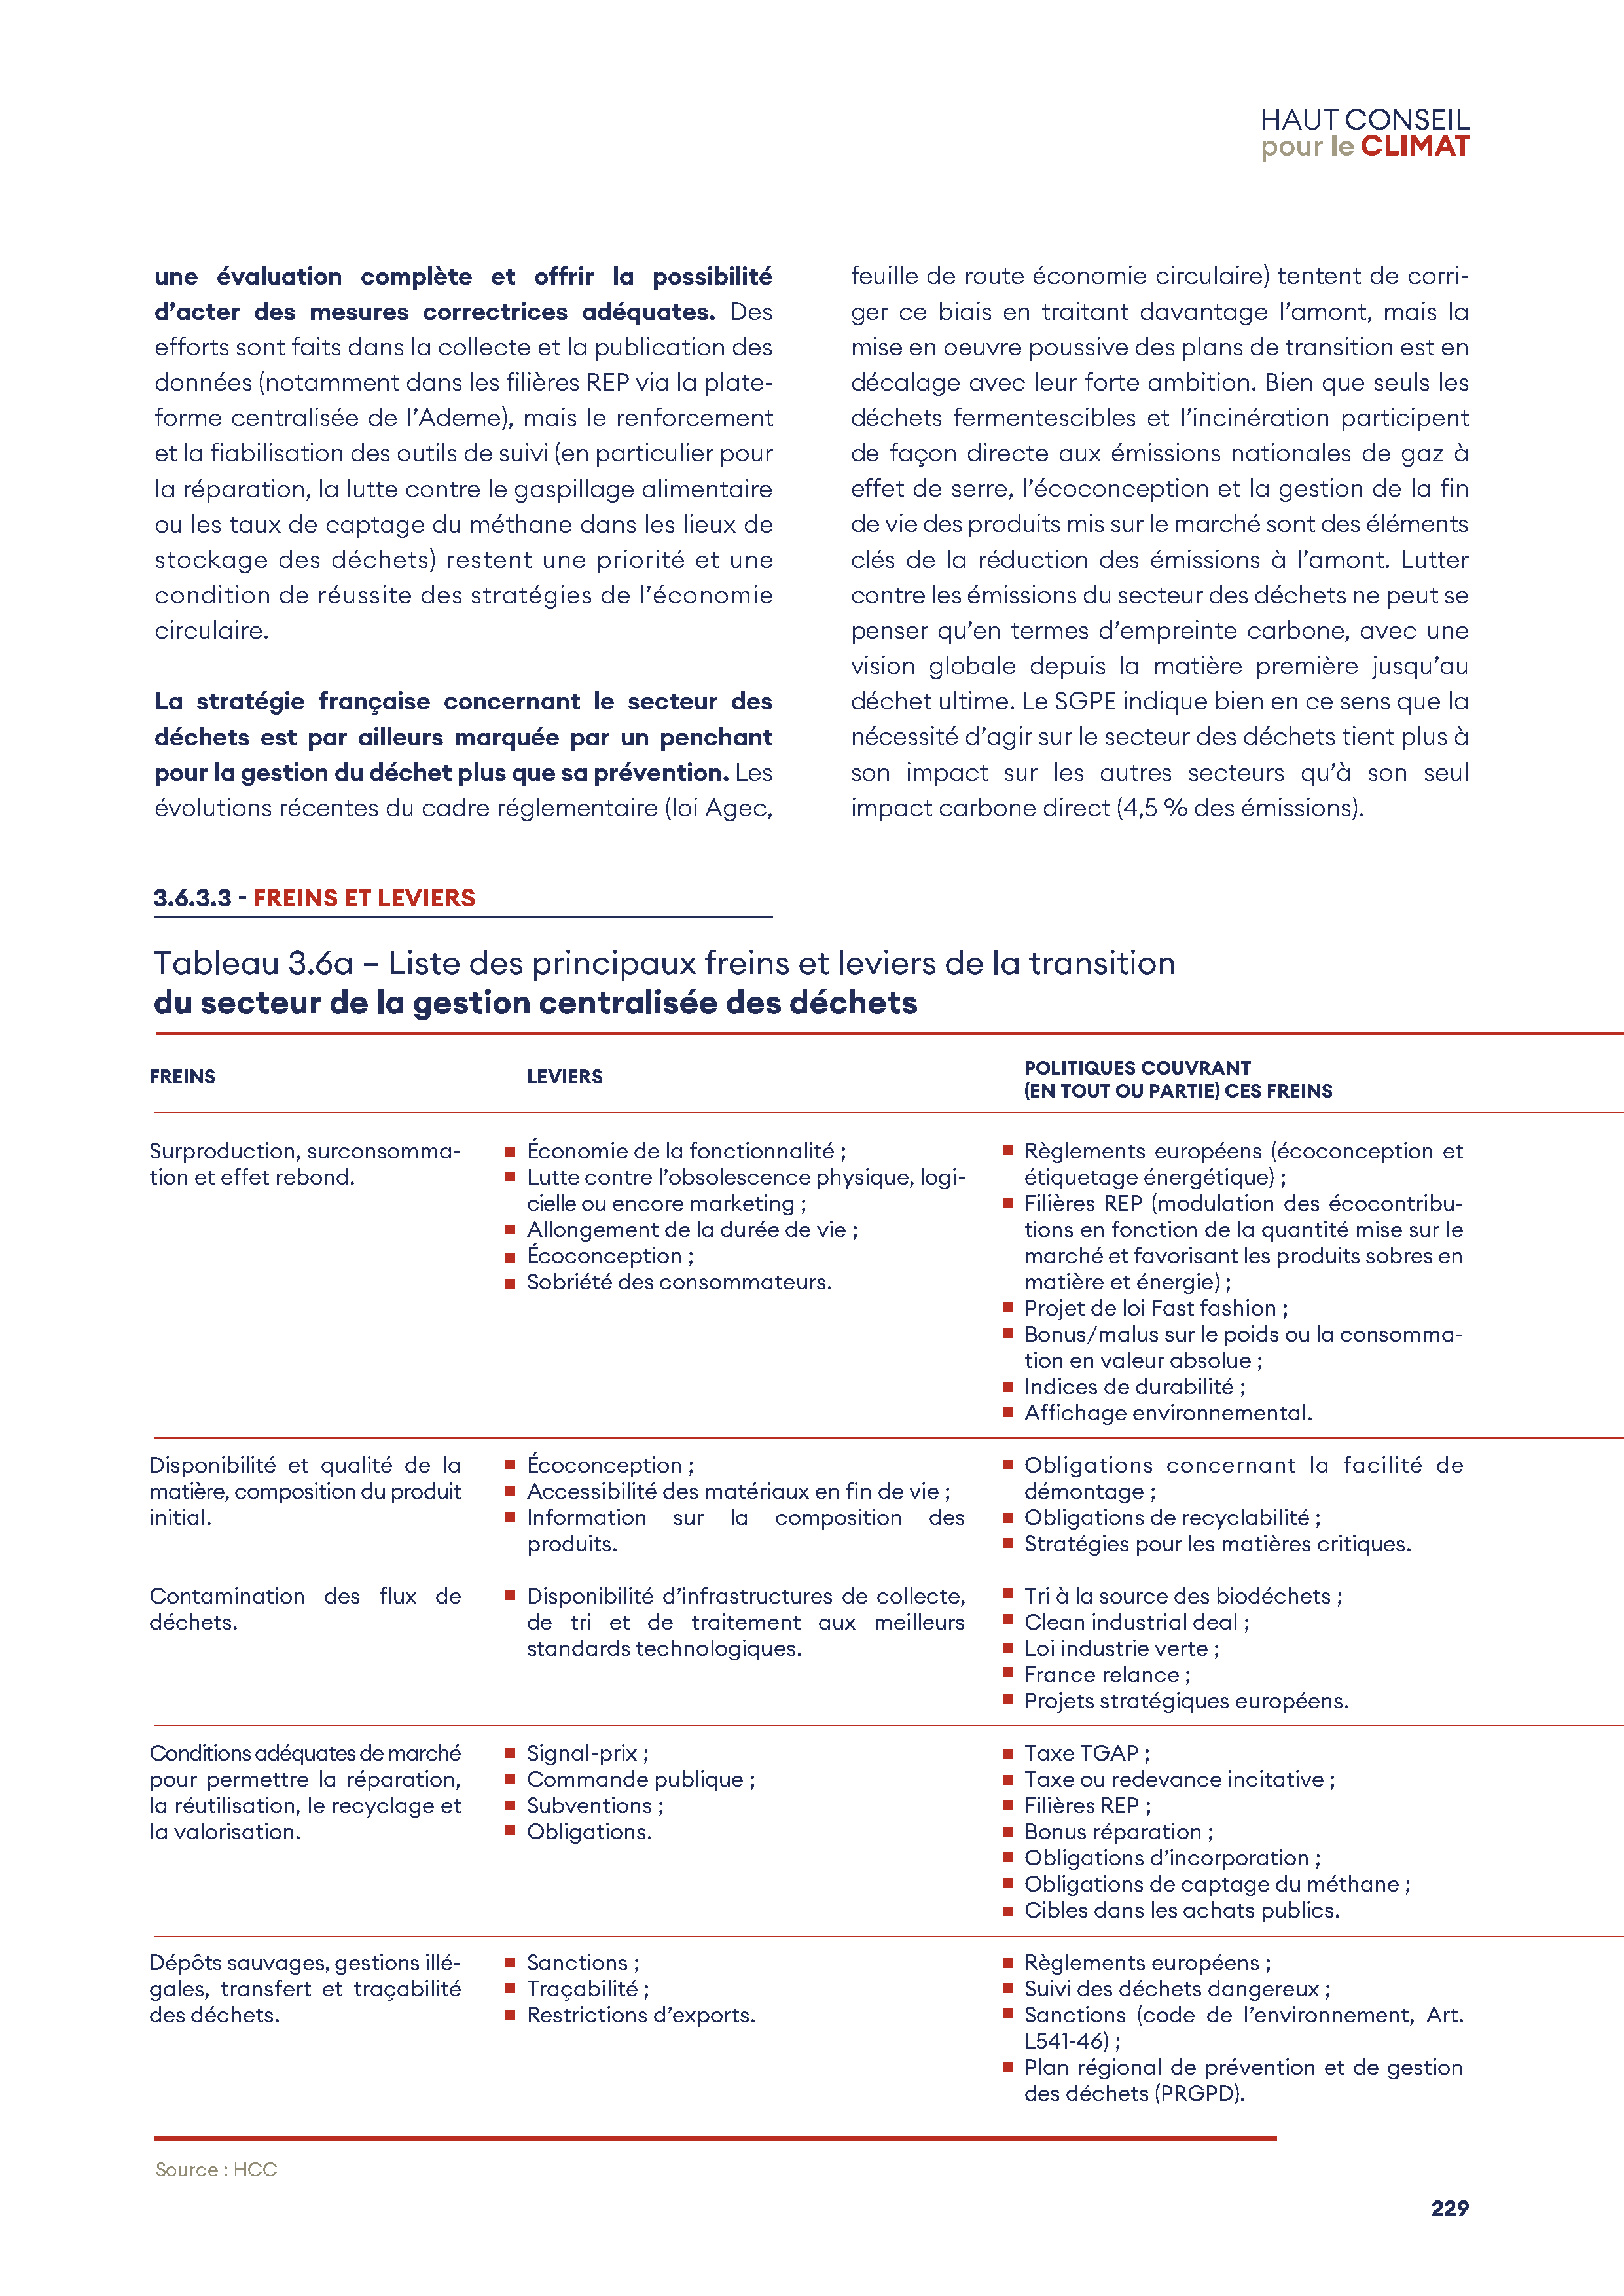 HAUT CONSEIL
pour le CLIMAT
une évaluation complète et offrir la possibilité
d’acter des mesures correctrices adéquates. Des
efforts sont faits dans la collecte et la publication des
données (notamment dans les filières REP via la plate-
forme centralisée de l’Ademe), mais le renforcement
et la fiabilisation des outils de suivi (en particulier pour
la réparation, la lutte contre le gaspillage alimentaire
ou les taux de captage du méthane dans les lieux de
stockage des déchets) restent une priorité et une
condition de réussite des stratégies de l’économie
circulaire.
La stratégie française concernant le secteur des
déchets est par ailleurs marquée par un penchant
pour la gestion du déchet plus que sa prévention. Les
évolutions récentes du cadre réglementaire (loi Agec,
feuille de route économie circulaire) tentent de corri-
ger ce biais en traitant davantage l’amont, mais la
mise en oeuvre poussive des plans de transition est en
décalage avec leur forte ambition. Bien que seuls les
déchets fermentescibles et l’incinération participent
de façon directe aux émissions nationales de gaz à
effet de serre, l’écoconception et la gestion de la fin
de vie des produits mis sur le marché sont des éléments
clés de la réduction des émissions à l’amont. Lutter
contre les émissions du secteur des déchets ne peut se
penser qu’en termes d’empreinte carbone, avec une
vision globale depuis la matière première jusqu’au
déchet ultime. Le SGPE indique bien en ce sens que la
nécessité d’agir sur le secteur des déchets tient plus à
son impact sur les autres secteurs qu’à son seul
impact carbone direct (4,5 % des émissions).
3.6.3.3 - FREINS ET LEVIERS
Tableau 3.6a – Liste des principaux freins et leviers de la transition
du secteur de la gestion centralisée des déchets
FREINS
LEVIERS
POLITIQUES COUVRANT
(EN TOUT OU PARTIE) CES FREINS
Surproduction, surconsomma-
tion et effet rebond.
Économie de la fonctionnalité ;
Lutte contre l’obsolescence physique, logi-
cielle ou encore marketing ;
Allongement de la durée de vie ;
Écoconception ;
Sobriété des consommateurs.
Règlements européens (écoconception et
étiquetage énergétique) ;
Filières REP (modulation des écocontribu-
tions en fonction de la quantité mise sur le
marché et favorisant les produits sobres en
matière et énergie) ;
Projet de loi Fast fashion ;
Bonus/malus sur le poids ou la consomma-
tion en valeur absolue ;
Indices de durabilité ;
Affichage environnemental.
Disponibilité et qualité de la
matière, composition du produit
initial.
Écoconception ;
Accessibilité des matériaux en fin de vie ;
Information sur la composition des
produits.
Obligations concernant la facilité de
démontage ;
Obligations de recyclabilité ;
Stratégies pour les matières critiques.
Contamination des flux de
déchets.
Disponibilité d’infrastructures de collecte,
de tri et de traitement aux meilleurs
standards technologiques.
Tri à la source des biodéchets ;
Clean industrial deal ;
Loi industrie verte ;
France relance ;
Projets stratégiques européens.
Conditions adéquates de marché
pour permettre la réparation,
la réutilisation, le recyclage et
la valorisation.
Signal-prix ;
Commande publique ;
Subventions ;
Obligations.
Taxe TGAP ;
Taxe ou redevance incitative ;
Filières REP ;
Bonus réparation ;
Obligations d’incorporation ;
Obligations de captage du méthane ;
Cibles dans les achats publics.
Dépôts sauvages, gestions illé-
gales, transfert et traçabilité
des déchets.
Sanctions ;
Traçabilité ;
Restrictions d’exports.
Règlements européens ;
Suivi des déchets dangereux ;
Sanctions (code de l’environnement, Art.
L541-46) ;
Plan régional de prévention et de gestion
des déchets (PRGPD).
Source : HCC
229